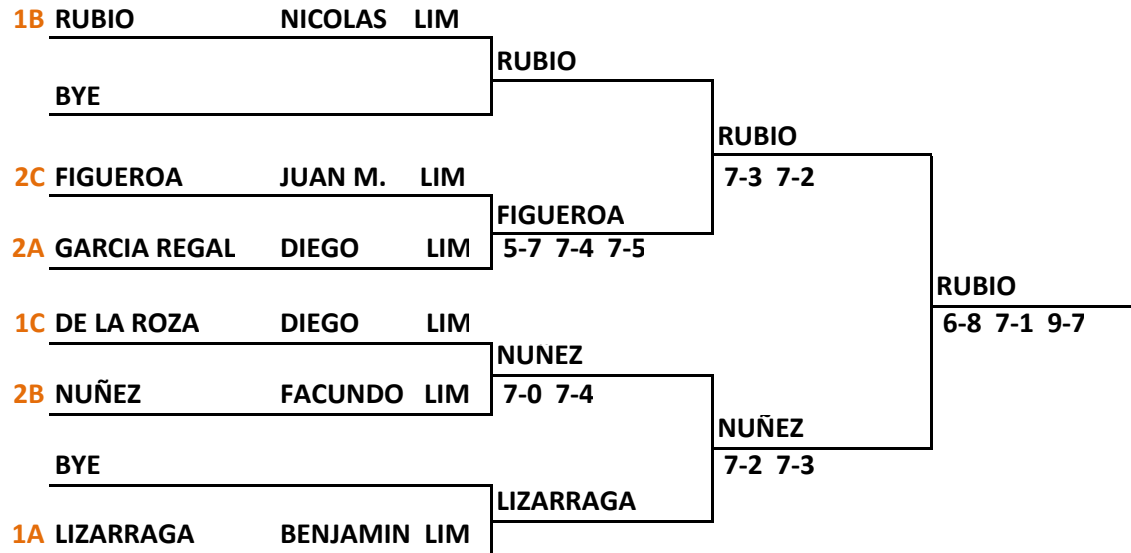 1B RUBIO NICOLAS LIM
RUBIO
BYE
RUBIO
2C FIGUEROA JUAN M. LIM
7-3 7-2
FIGUEROA
2A GARCIA REGAL DIEGO LIM
5-7 7-4 7-5
RUBIO
1C DE LA ROZA DIEGO LIM
6-8 7-1 9-7
NUNEZ
2B NUÑEZ FACUNDO LIM
7-0 7-4
NUÑEZ
BYE
7-2 7-3
LIZARRAGA
1A LIZARRAGA BENJAMIN LIM